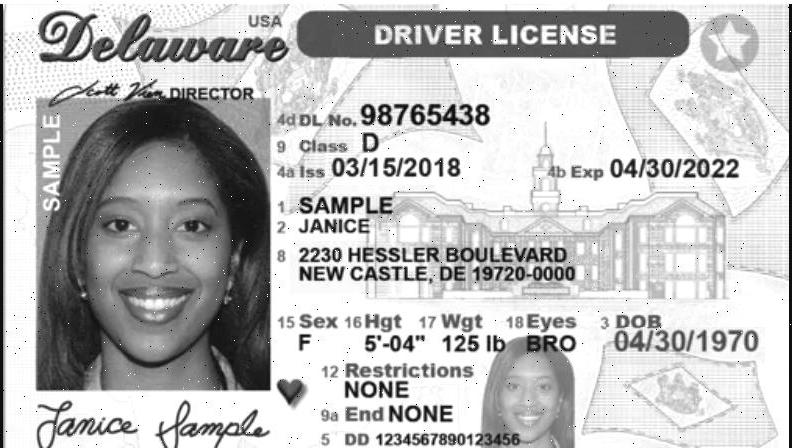 Delaware USA DRIVER LICENSE
DIRECTOR
SAMPLE
4d DL No. 98765438
9 Class D
4a Iss 03/15/2018 4b Exp 04/30/2022
1 SAMPLE
2 JANICE
8 2230 HESSLER BOULEVARD
NEW CASTLE, DE 19720-0000
15 Sex 16 Hgt 17 Wgt 18 Eyes 3 DOB
F 5'-04" 125 lb BRO 04/30/1970
12 Restrictions
NONE
9a End NONE
5 DD 1234567890123456
Janice Sample